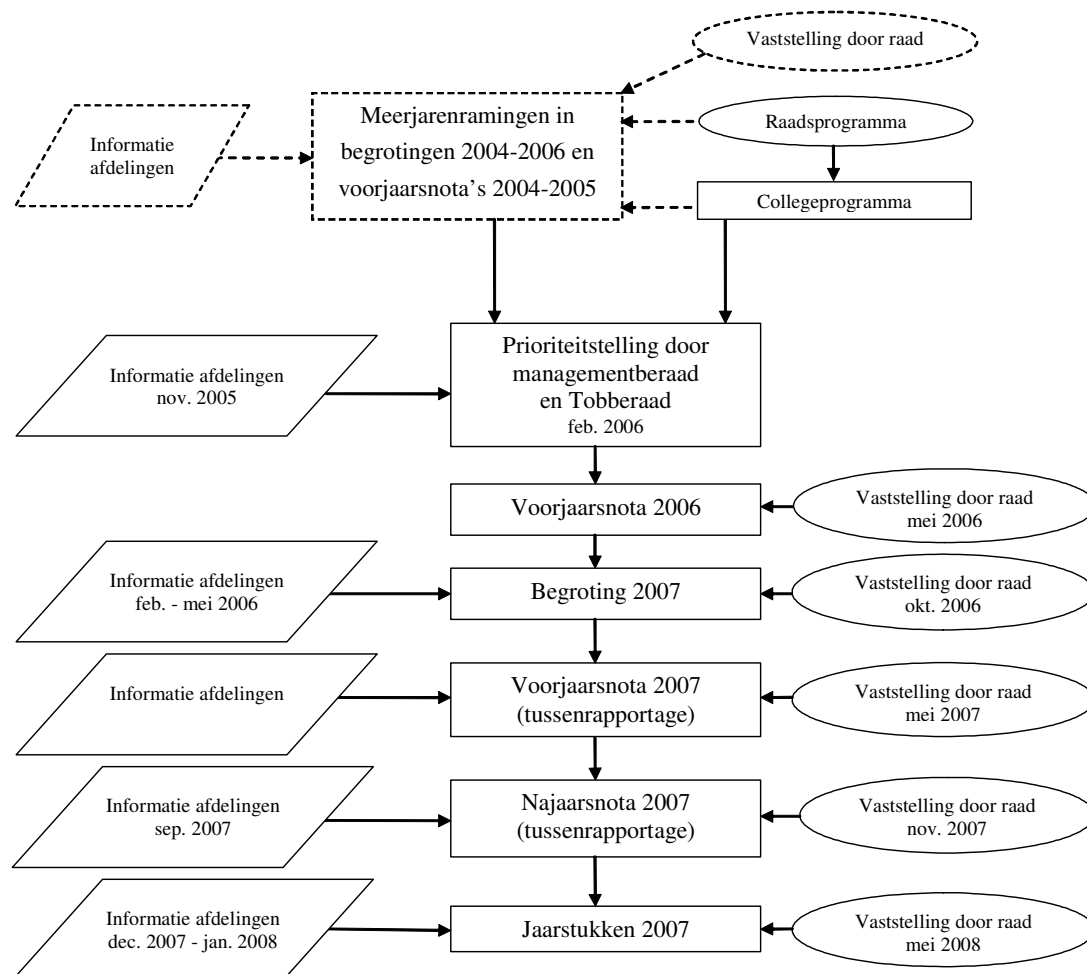 Vaststelling door raad
Meerjarenramingen in
begrotingen 2004-2006 en
voorjaarsnota's 2004-2005
Informatie
afdelingen
Raadsprogramma
Collegeprogramma
Prioriteitstelling door
managementberaad
en Tobberaad
feb. 2006
Informatie afdelingen
nov. 2005
Voorjaarsnota 2006
Vaststelling door raad
mei 2006
Informatie afdelingen
feb. - mei 2006
Begroting 2007
Vaststelling door raad
okt. 2006
Informatie afdelingen
Voorjaarsnota 2007
(tussenrapportage)
Vaststelling door raad
mei 2007
Informatie afdelingen
sep. 2007
Najaarsnota 2007
(tussenrapportage)
Vaststelling door raad
nov. 2007
Informatie afdelingen
dec. 2007 - jan. 2008
Jaarstukken 2007
Vaststelling door raad
mei 2008